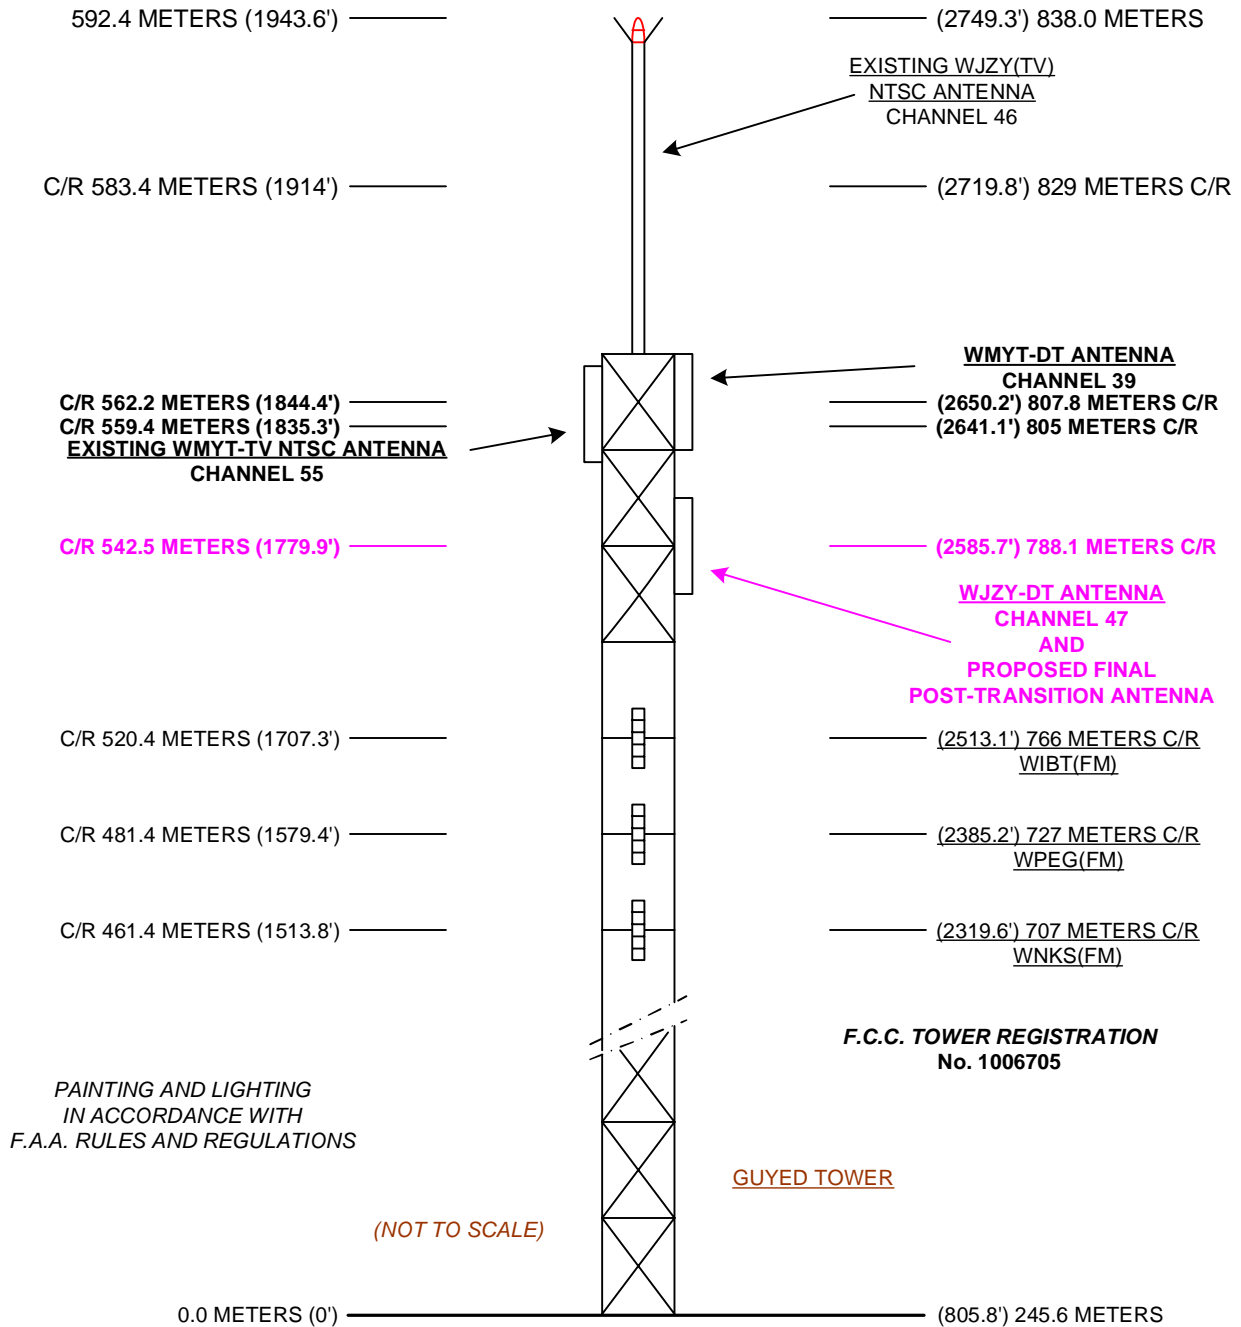 592.4 METERS (1943.6')
(2749.3') 838.0 METERS
EXISTING WJZY(TV)
NTSC ANTENNA
CHANNEL 46
C/R 583.4 METERS (1914')
(2719.8') 829 METERS C/R
WMYT-DT ANTENNA
CHANNEL 39
C/R 562.2 METERS (1844.4')
(2650.2') 807.8 METERS C/R
C/R 559.4 METERS (1835.3')
(2641.1') 805 METERS C/R
EXISTING WMYT-TV NTSC ANTENNA
CHANNEL 55
C/R 542.5 METERS (1779.9')
(2585.7') 788.1 METERS C/R
WJZY-DT ANTENNA
CHANNEL 47
AND
PROPOSED FINAL
POST-TRANSITION ANTENNA
C/R 520.4 METERS (1707.3')
(2513.1') 766 METERS C/R
WIBT(FM)
C/R 481.4 METERS (1579.4')
(2385.2') 727 METERS C/R
WPEG(FM)
C/R 461.4 METERS (1513.8')
(2319.6') 707 METERS C/R
WNKS(FM)
F.C.C. TOWER REGISTRATION
No. 1006705
PAINTING AND LIGHTING
IN ACCORDANCE WITH
F.A.A. RULES AND REGULATIONS
GUYED TOWER
(NOT TO SCALE)
0.0 METERS (0')
(805.8') 245.6 METERS